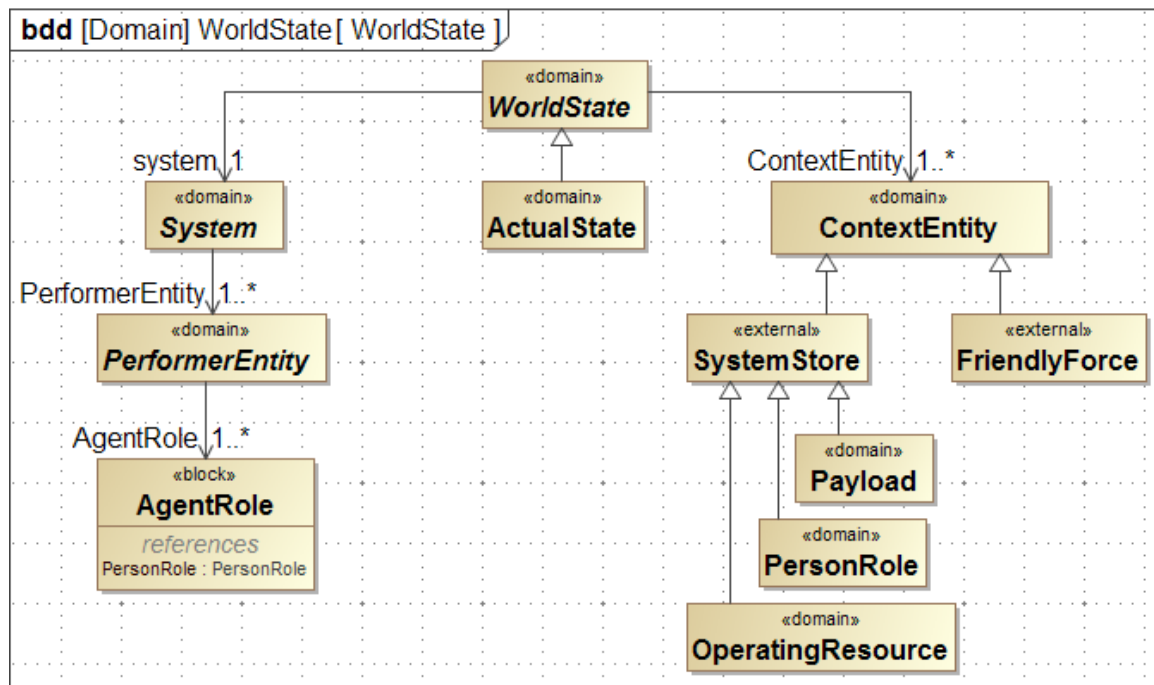 bdd [Domain] WorldState[ WorldState ]
«domain»
WorldState
system 1
ContextEntity 1..*
«domain»
System
«domain»
ActualState
«domain»
ContextEntity
PerformerEntity 1..*
«domain»
PerformerEntity
«external»
SystemStore
«external»
FriendlyForce
AgentRole 1..*
«block»
AgentRole
references
PersonRole : PersonRole
«domain»
Payload
«domain»
PersonRole
«domain»
OperatingResource